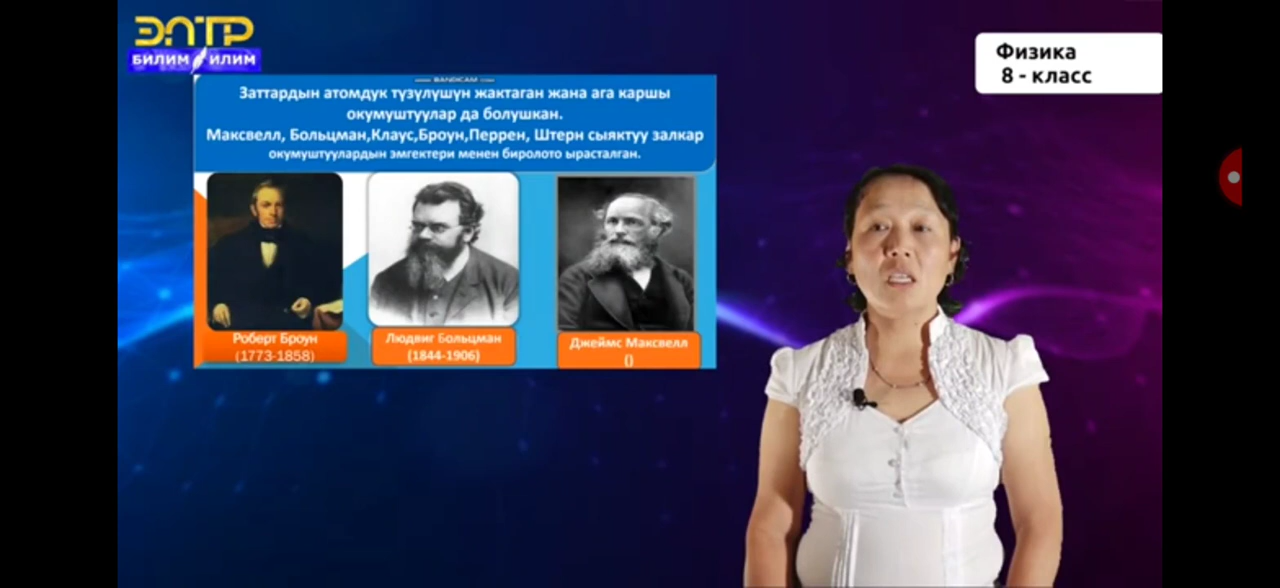 ЭЛТР
БИЛИМ ИЛИМ
Физика
8 - класс
BANDICAM
Заттардын атомдук түзүлүшүн жактаган жана ага каршы
окумуштуулар да болушкан.
Максвелл, Больцман,Клаус,Броун,Перрен, Штерн сыяктуу залкар
окумуштуулардын эмгектери менен биролото ырасталган.
Роберт Броун
(1773-1858)
Людвиг Больцман
(1844-1906)
Джеймс Максвелл
()